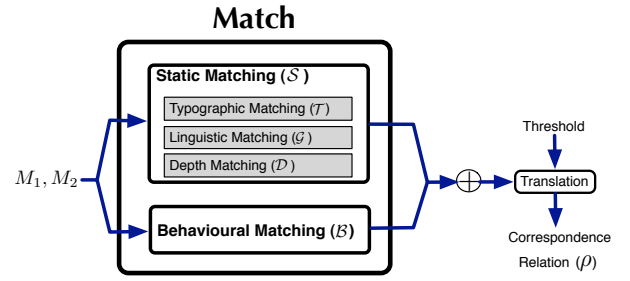 Match
Static Matching (𝒮)
Typographic Matching (𝒯)
Linguistic Matching (𝒢)
Depth Matching (𝒟)
M₁, M₂
Behavioural Matching (ℬ)
Threshold
Translation
Correspondence
Relation (ρ)